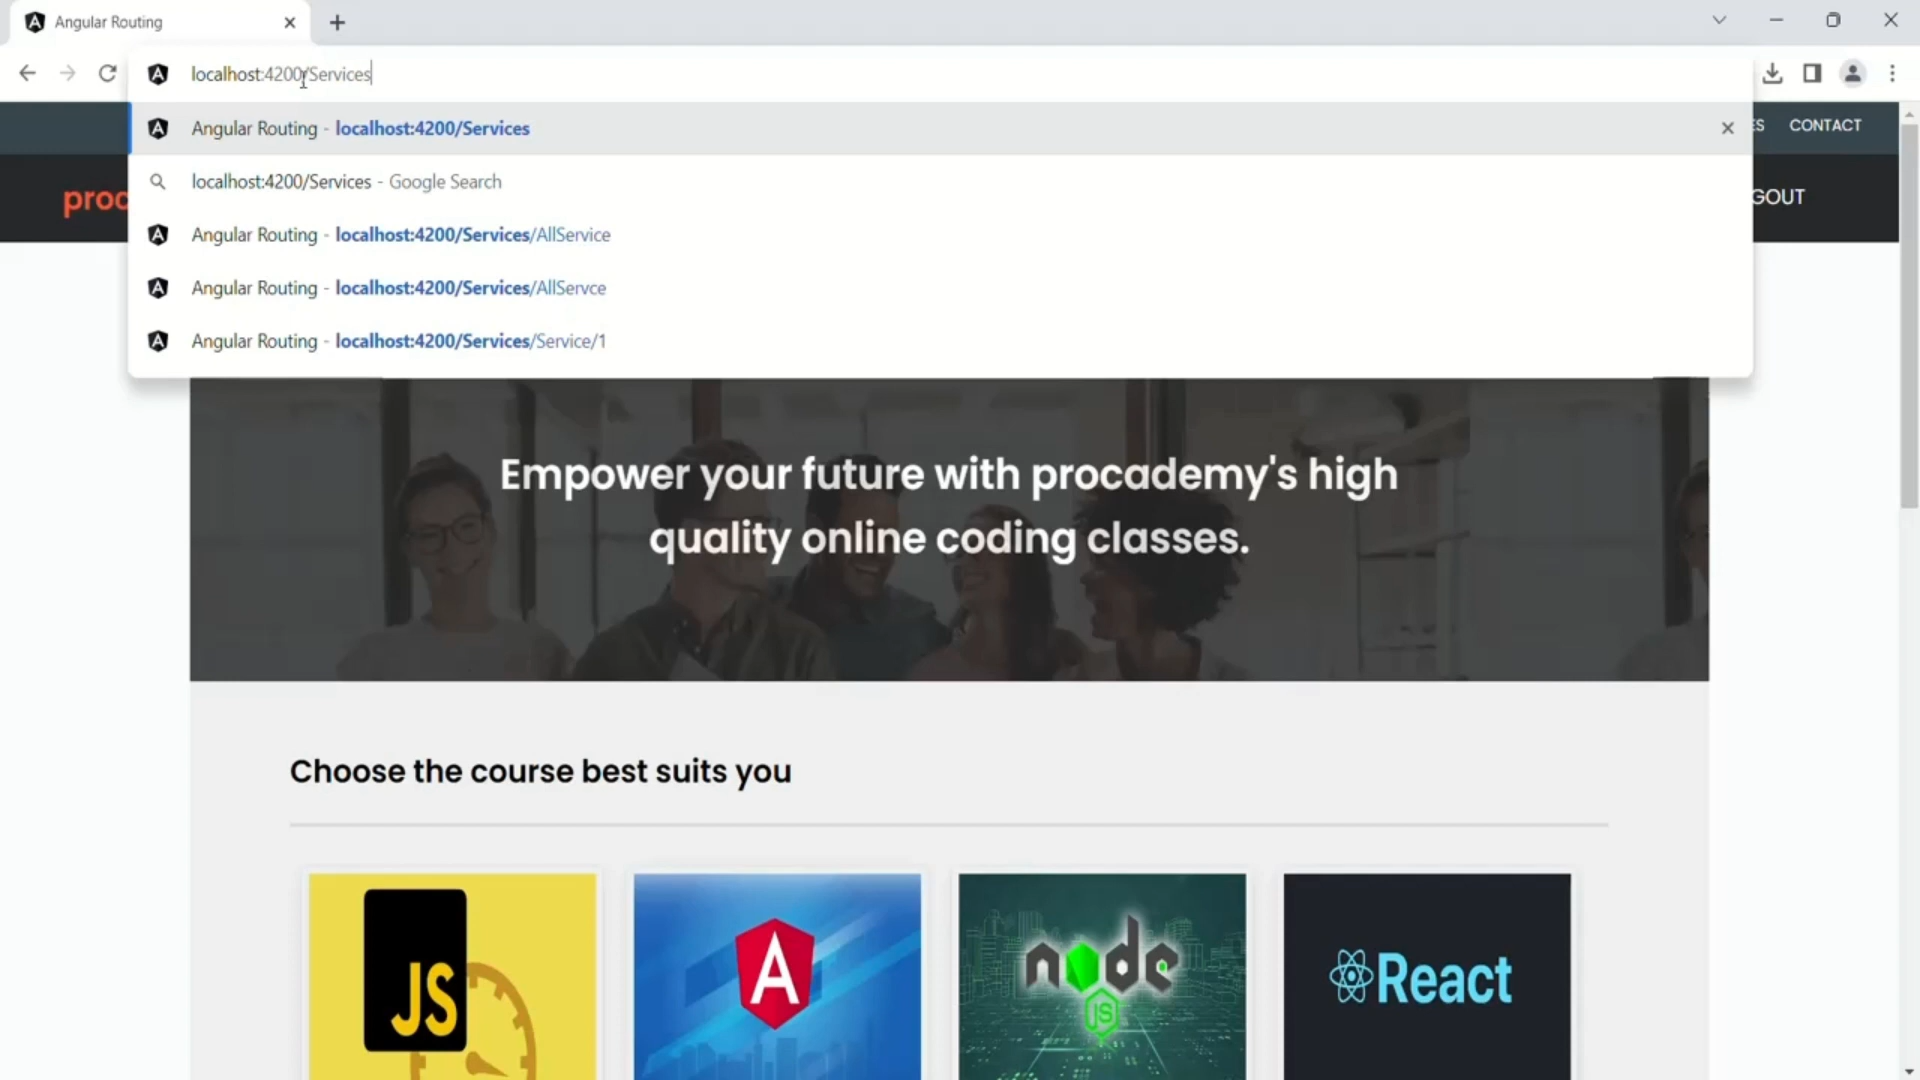 Angular Routing
localhost:4200/Services
Angular Routing - localhost:4200/Services
ES CONTACT
localhost:4200/Services - Google Search
proc
GOUT
Angular Routing - localhost:4200/Services/AllService
Angular Routing - localhost:4200/Services/AllServce
Angular Routing - localhost:4200/Services/Service/1
Empower your future with procademy's high
quality online coding classes.
Choose the course best suits you
JS
A
node
JS
React